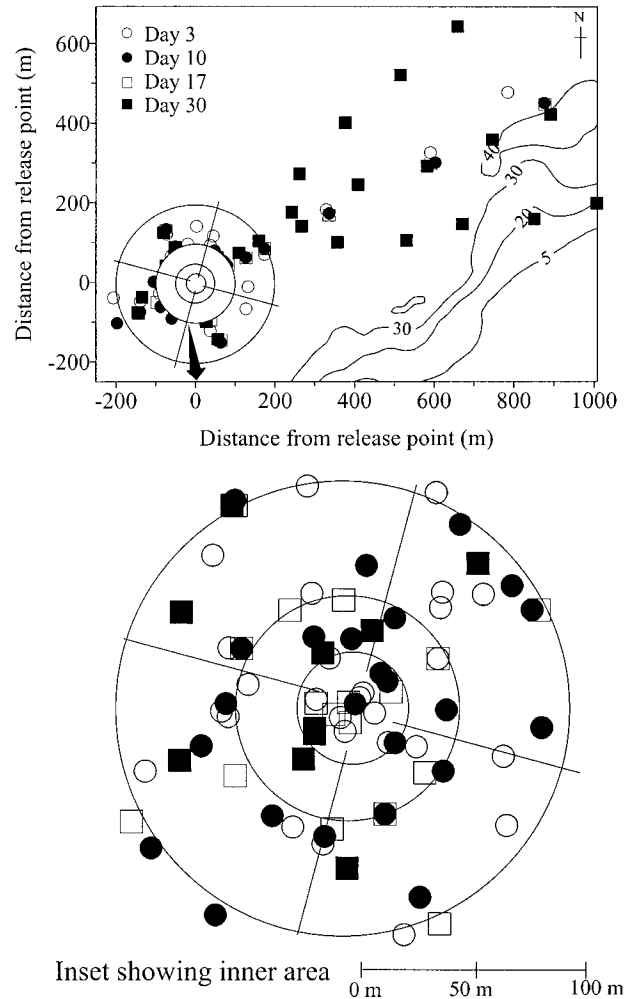 N
Day 3
Day 10
Day 17
Day 30
600
400
200
0
-200
Distance from release point (m)
40
30
20
5
30
-200 0 200 400 600 800 1000
Distance from release point (m)
Inset showing inner area
0 m 50 m 100 m